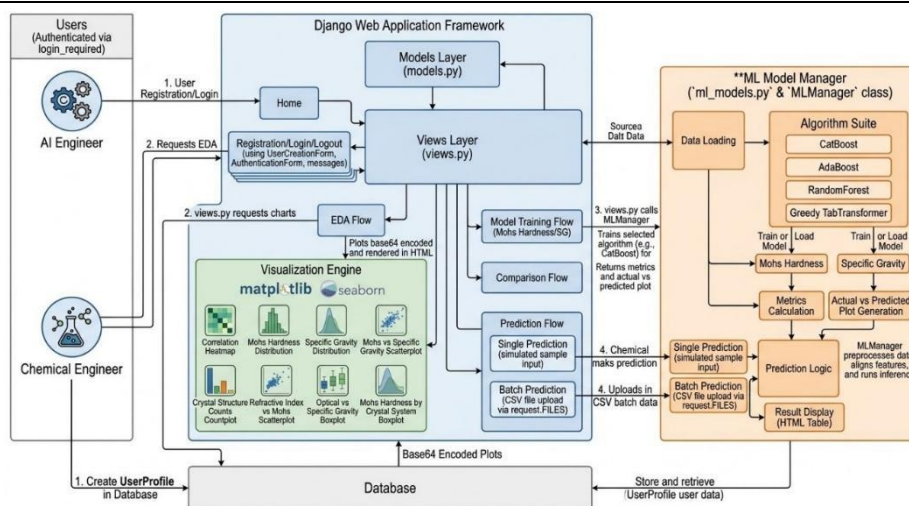 Users
(Authenticated via
login_required)
AI Engineer
Chemical Engineer
1. User
Registration/Login
2. Requests EDA
2. views.py requests charts
1. Create UserProfile
in Database
Django Web Application Framework
Models Layer
(models.py)
Home
Views Layer
(views.py)
Registration/Login/Logout
(using UserCreationForm,
AuthenticationForm, messages)
EDA Flow
Plots base64 encoded
and rendered in HTML
Visualization Engine
matplotlib
seaborn
Correlation
Heatmap
Mohs Hardness
Distribution
Specific Gravity
Distribution
Mohs vs Specific
Gravity Scatterplot
Crystal Structure
Counts
Countplot
Refractive Index
vs Mohs
Scatterplot
Optical vs
Specific Gravity
Boxplot
Mohs Hardness by
Crystal System
Boxplot
Model Training Flow
(Mohs Hardness/SG)
Comparison Flow
Prediction Flow
Single Prediction
(simulated sample
input)
Batch Prediction
(CSV file upload via
request.FILES)
Sourcea
Dalt Data
3. views.py calls
MLManager
Trains selected
algorithm (e.g.,
CatBoost) for
Returns metrics
and actual vs
predicted plot
4. Chemical
maks prediction
4. Uploads in
CSV batch data
**ML Model Manager
(`ml_models.py` & `MLManager` class)
Data Loading
Algorithm Suite
CatBoost
AdaBoost
RandomForest
Greedy TabTransformer
Train or Load
Model
Train or Load
Model
Mohs Hardness
Specific Gravity
Metrics
Calculation
Actual vs Predicted
Plot Generation
Single Prediction
(simulated sample
input)
Batch Prediction
(CSV file upload via
request.FILES)
Prediction Logic
MLManager
preprocesses data
aligns features,
and runs inferenc
Result Display
(HTML Table)
Base64 Encoded Plots
Database
Store and retrieve
(UserProfile user data)